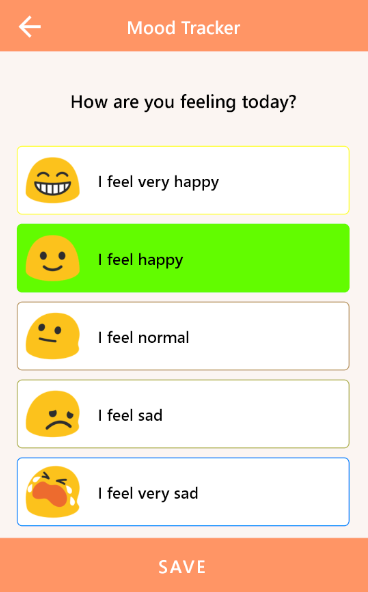 Mood Tracker
How are you feeling today?
I feel very happy
I feel happy
I feel normal
I feel sad
I feel very sad
SAVE